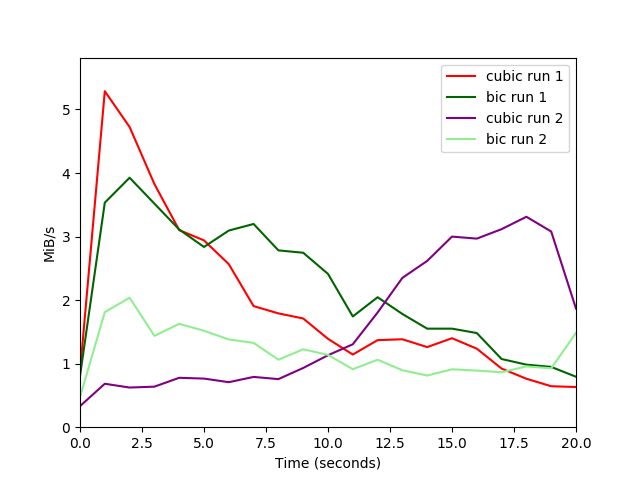 cubic run 1
bic run 1
cubic run 2
bic run 2
MiB/s
5
4
3
2
1
0
0.0 2.5 5.0 7.5 10.0 12.5 15.0 17.5 20.0
Time (seconds)